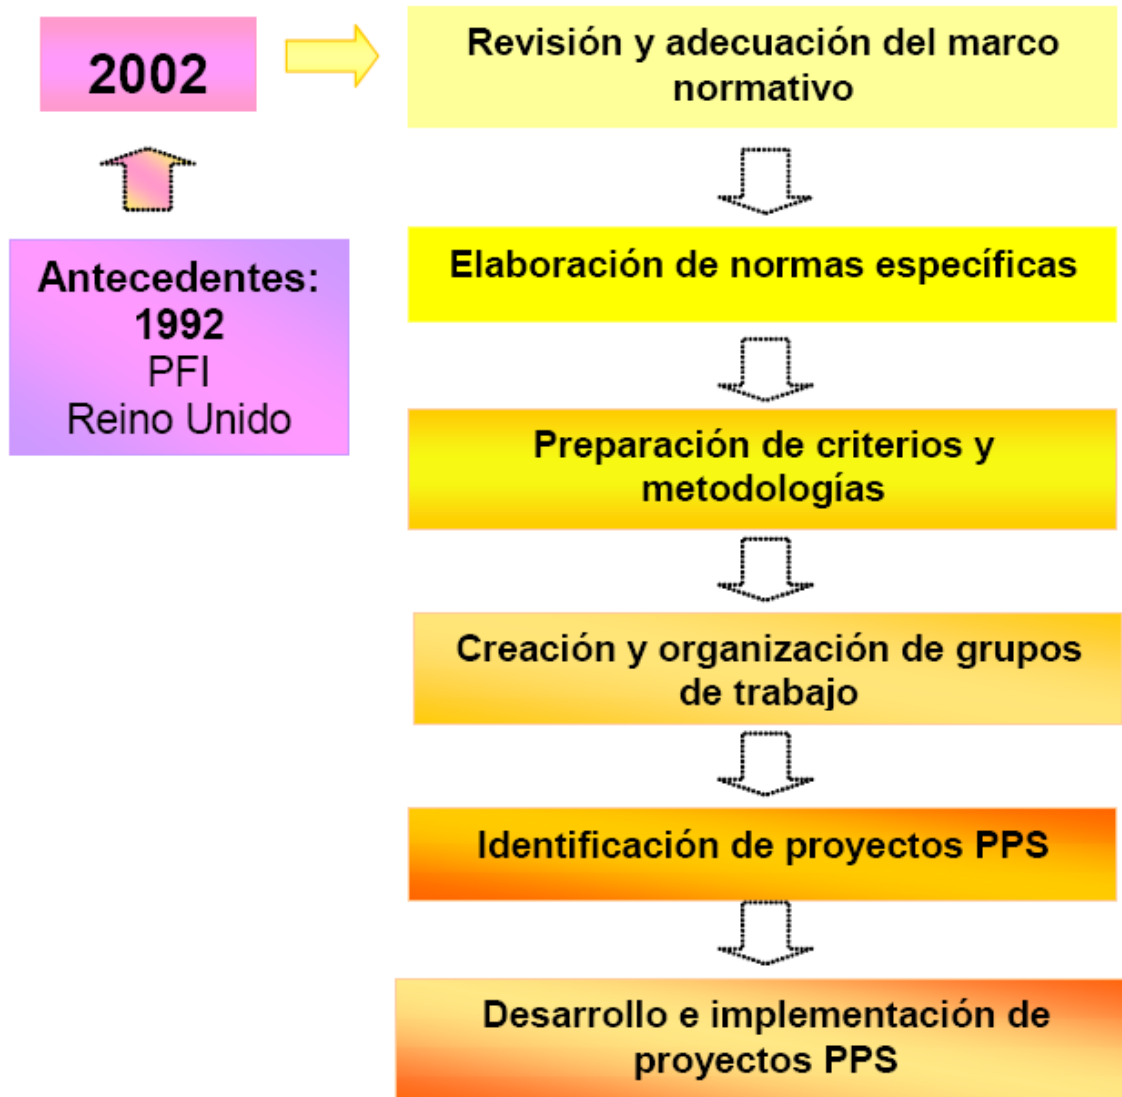 2002
Revisión y adecuación del marco
normativo
Antecedentes:
1992
PFI
Reino Unido
Elaboración de normas específicas
Preparación de criterios y
metodologías
Creación y organización de grupos
de trabajo
Identificación de proyectos PPS
Desarrollo e implementación de
proyectos PPS